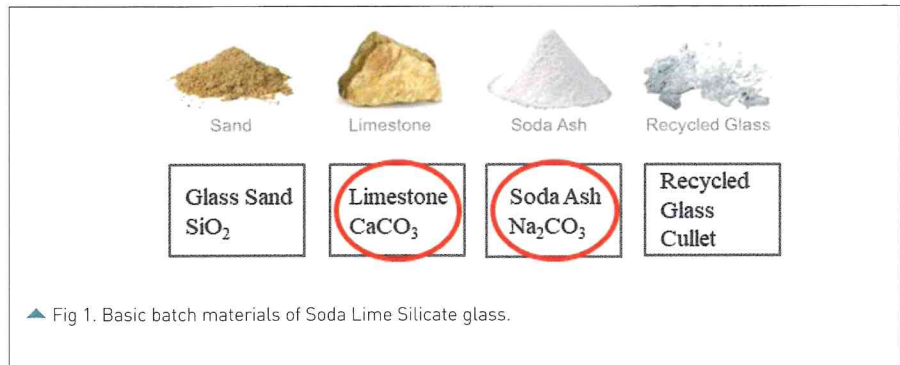 Sand
Limestone
Soda Ash
Recycled Glass
Glass Sand
SiO₂
Limestone
CaCO₃
Soda Ash
Na₂CO₃
Recycled
Glass
Cullet
▲ Fig 1. Basic batch materials of Soda Lime Silicate glass.